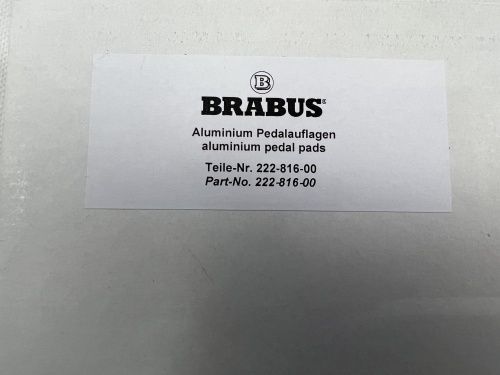 B
BRABUS®
Aluminium Pedalauflagen
aluminium pedal pads
Teile-Nr. 222-816-00
Part-No. 222-816-00